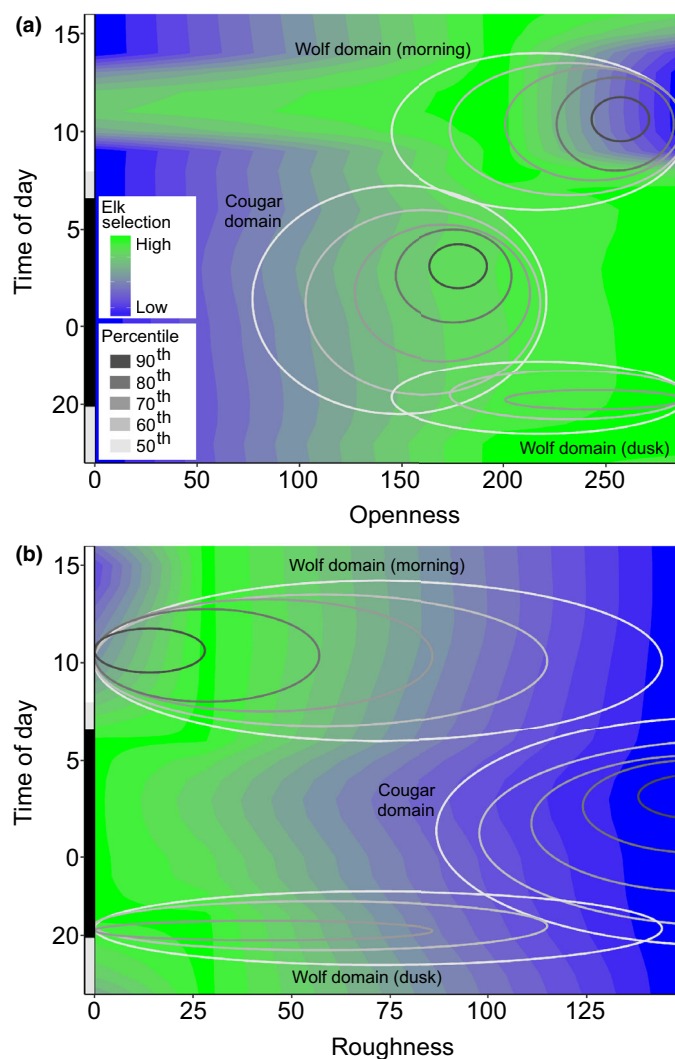 (a)
15
10
5
0
20
Time of day
Wolf domain (morning)
Cougar
domain
Elk
selection
High
Low
Percentile
90th
80th
70th
60th
50th
Wolf domain (dusk)
0 50 100 150 200 250
Openness
(b)
15
10
5
0
20
Time of day
Wolf domain (morning)
Cougar
domain
Wolf domain (dusk)
0 25 50 75 100 125
Roughness